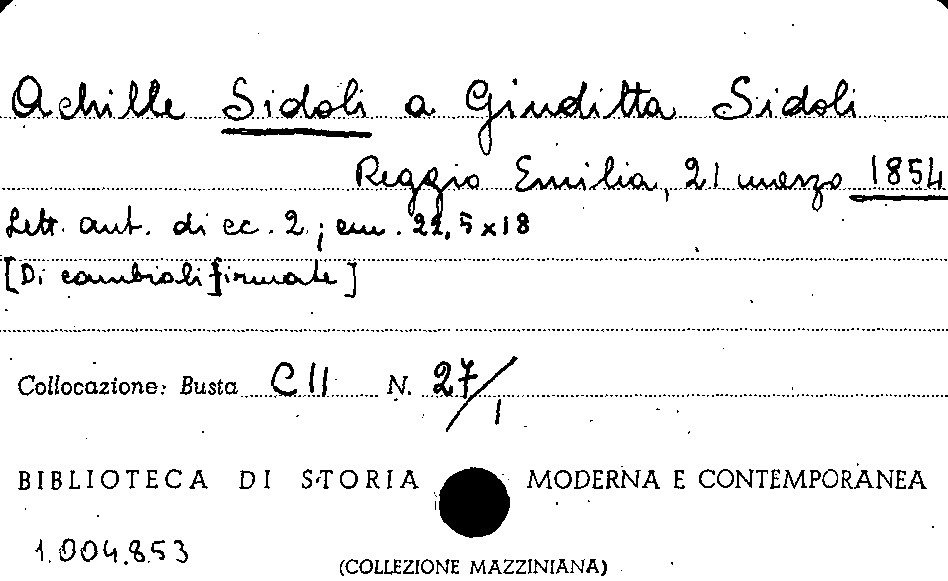 Achille Sidoli a Giuditta Sidoli
Reggio Emilia, 21 marzo 1854
Lett. aut. di cc. 2; cm. 22,5x18
[Di cambiali firmate]
Collocazione: Busta CII N. 27/1
BIBLIOTECA DI STORIA MODERNA E CONTEMPORANEA
1.004.853
(COLLEZIONE MAZZINIANA)